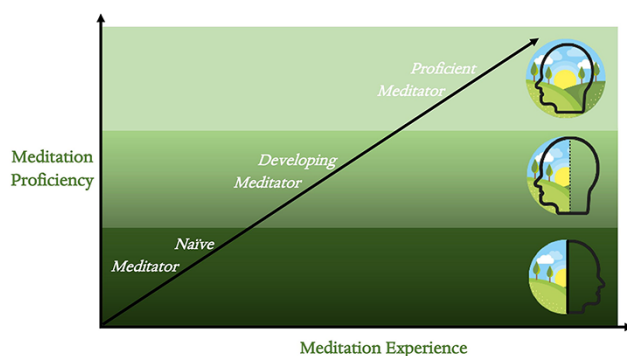 Proficient
Meditator
Meditation
Proficiency
Developing
Meditator
Naïve
Meditator
Meditation Experience